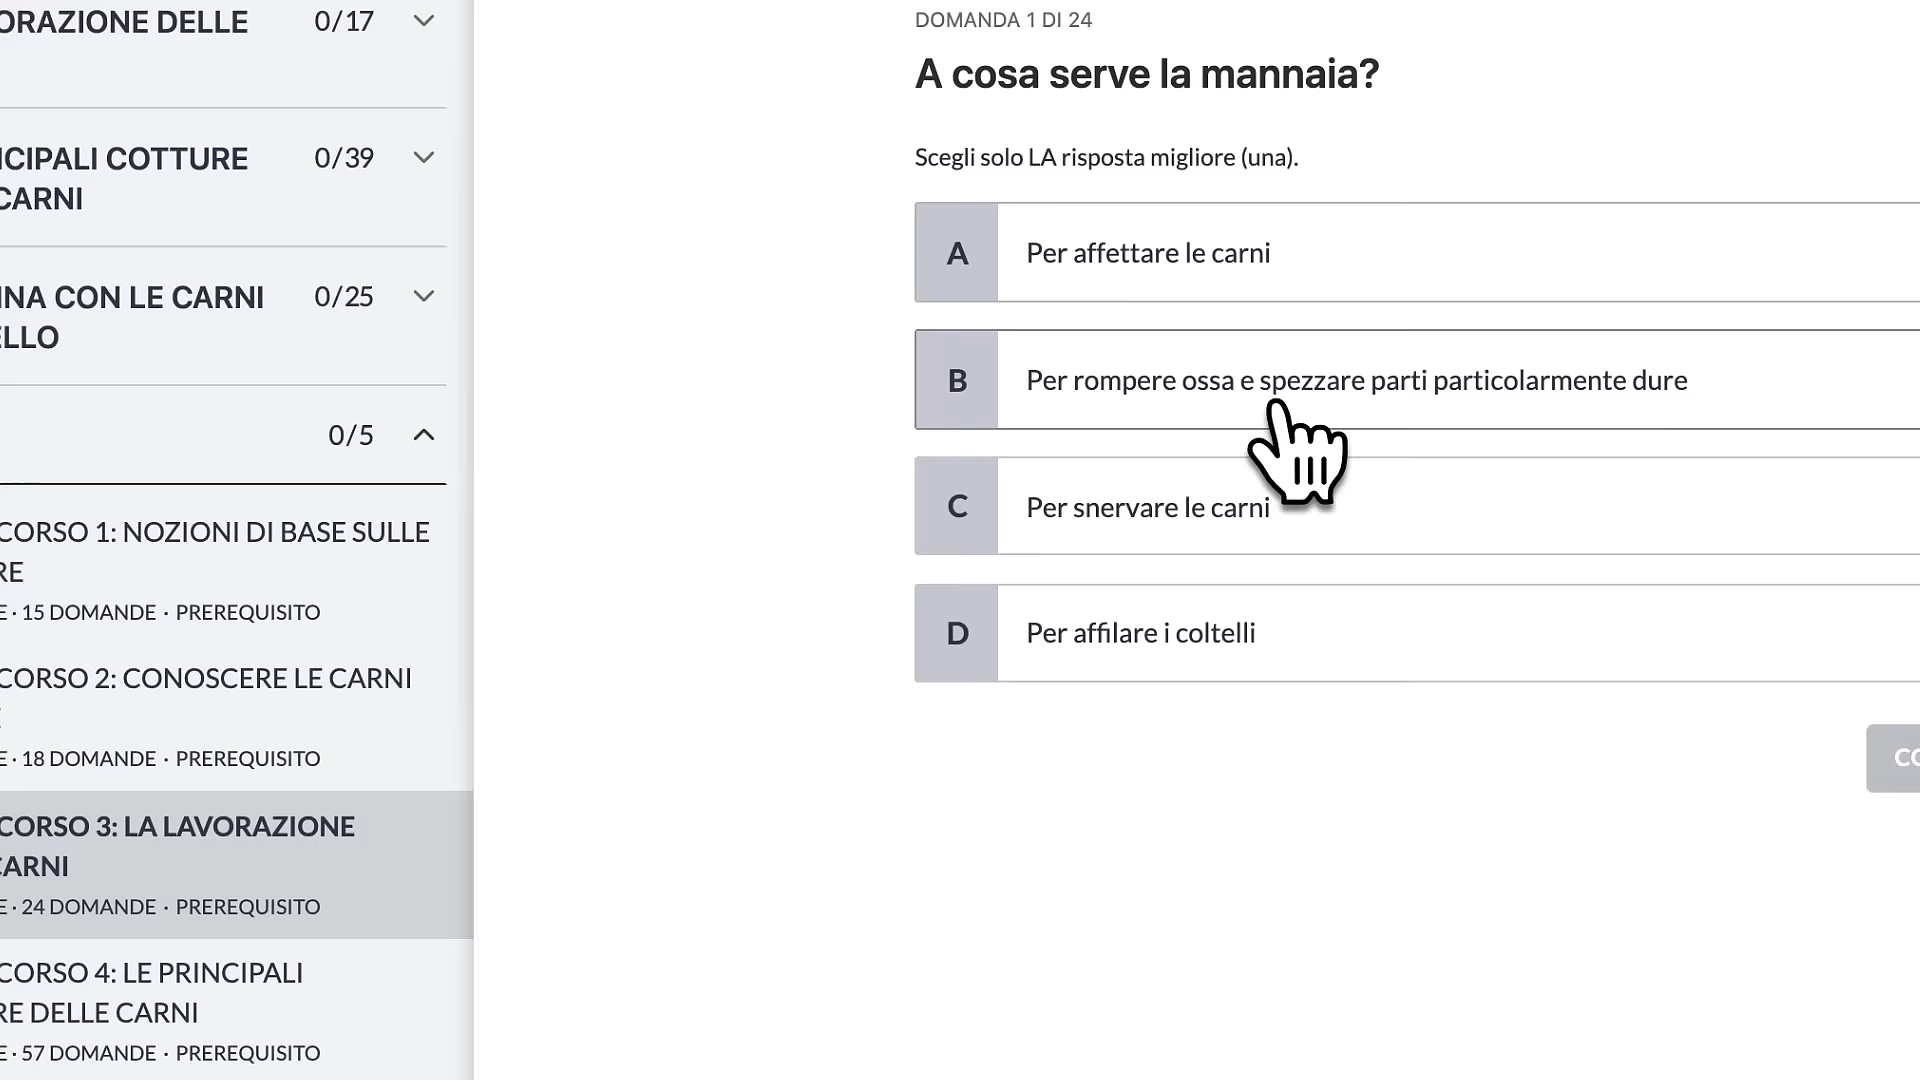 ORAZIONE DELLE 0/17
ICIPALI COTTURE 0/39
CARNI
INA CON LE CARNI 0/25
ELLO
0/5
CORSO 1: NOZIONI DI BASE SULLE
RE
E · 15 DOMANDE · PREREQUISITO
CORSO 2: CONOSCERE LE CARNI
E · 18 DOMANDE · PREREQUISITO
CORSO 3: LA LAVORAZIONE
CARNI
E · 24 DOMANDE · PREREQUISITO
CORSO 4: LE PRINCIPALI
RE DELLE CARNI
E · 57 DOMANDE · PREREQUISITO
DOMANDA 1 DI 24
A cosa serve la mannaia?
Scegli solo LA risposta migliore (una).
A Per affettare le carni
B Per rompere ossa e spezzare parti particolarmente dure
C Per snervare le carni
D Per affilare i coltelli
CO